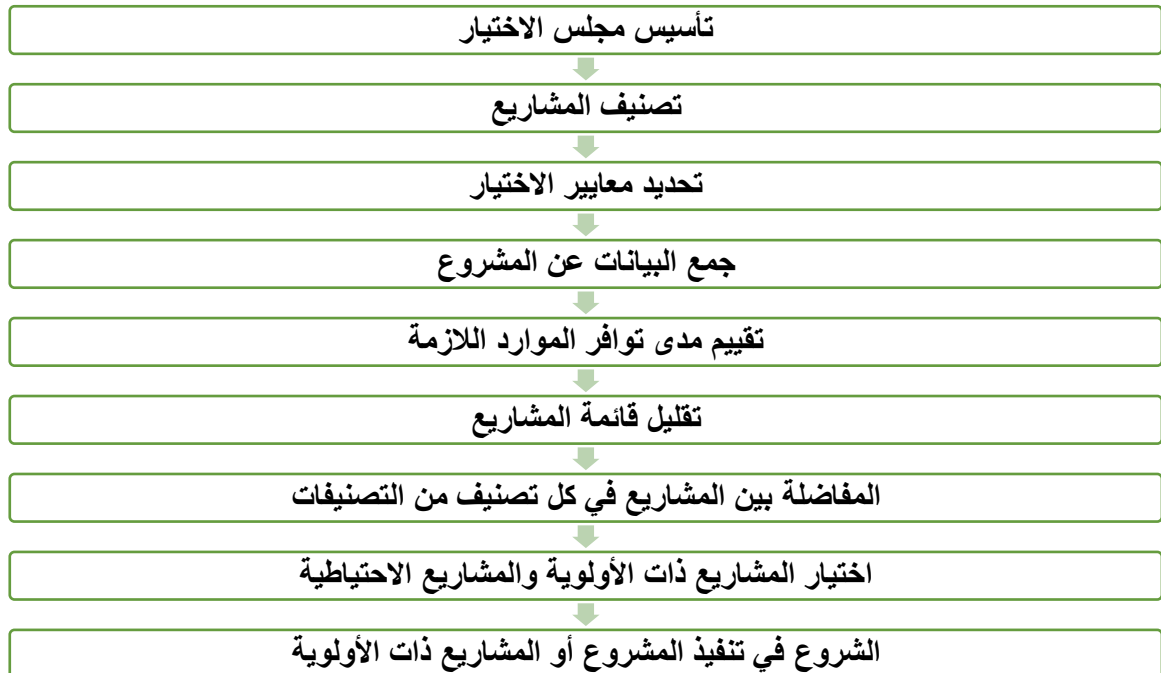 تأسيس مجلس الاختيار
تصنيف المشاريع
تحديد معايير الاختيار
جمع البيانات عن المشروع
تقييم مدى توافر الموارد اللازمة
تقليل قائمة المشاريع
المفاضلة بين المشاريع في كل تصنيف من التصنيفات
اختيار المشاريع ذات الأولوية والمشاريع الاحتياطية
الشروع في تنفيذ المشروع أو المشاريع ذات الأولوية